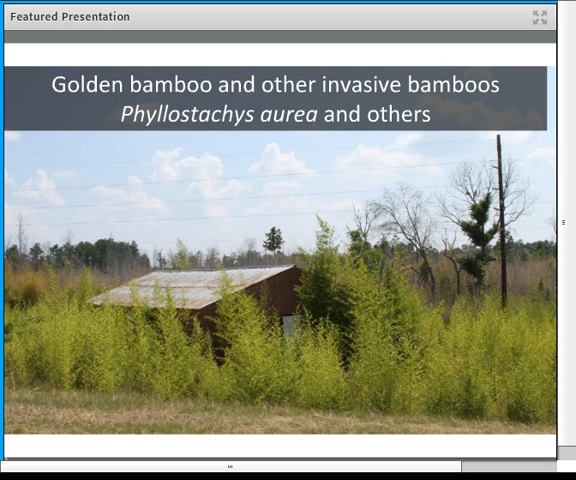 Featured Presentation
Golden bamboo and other invasive bamboos
Phyllostachys aurea and others